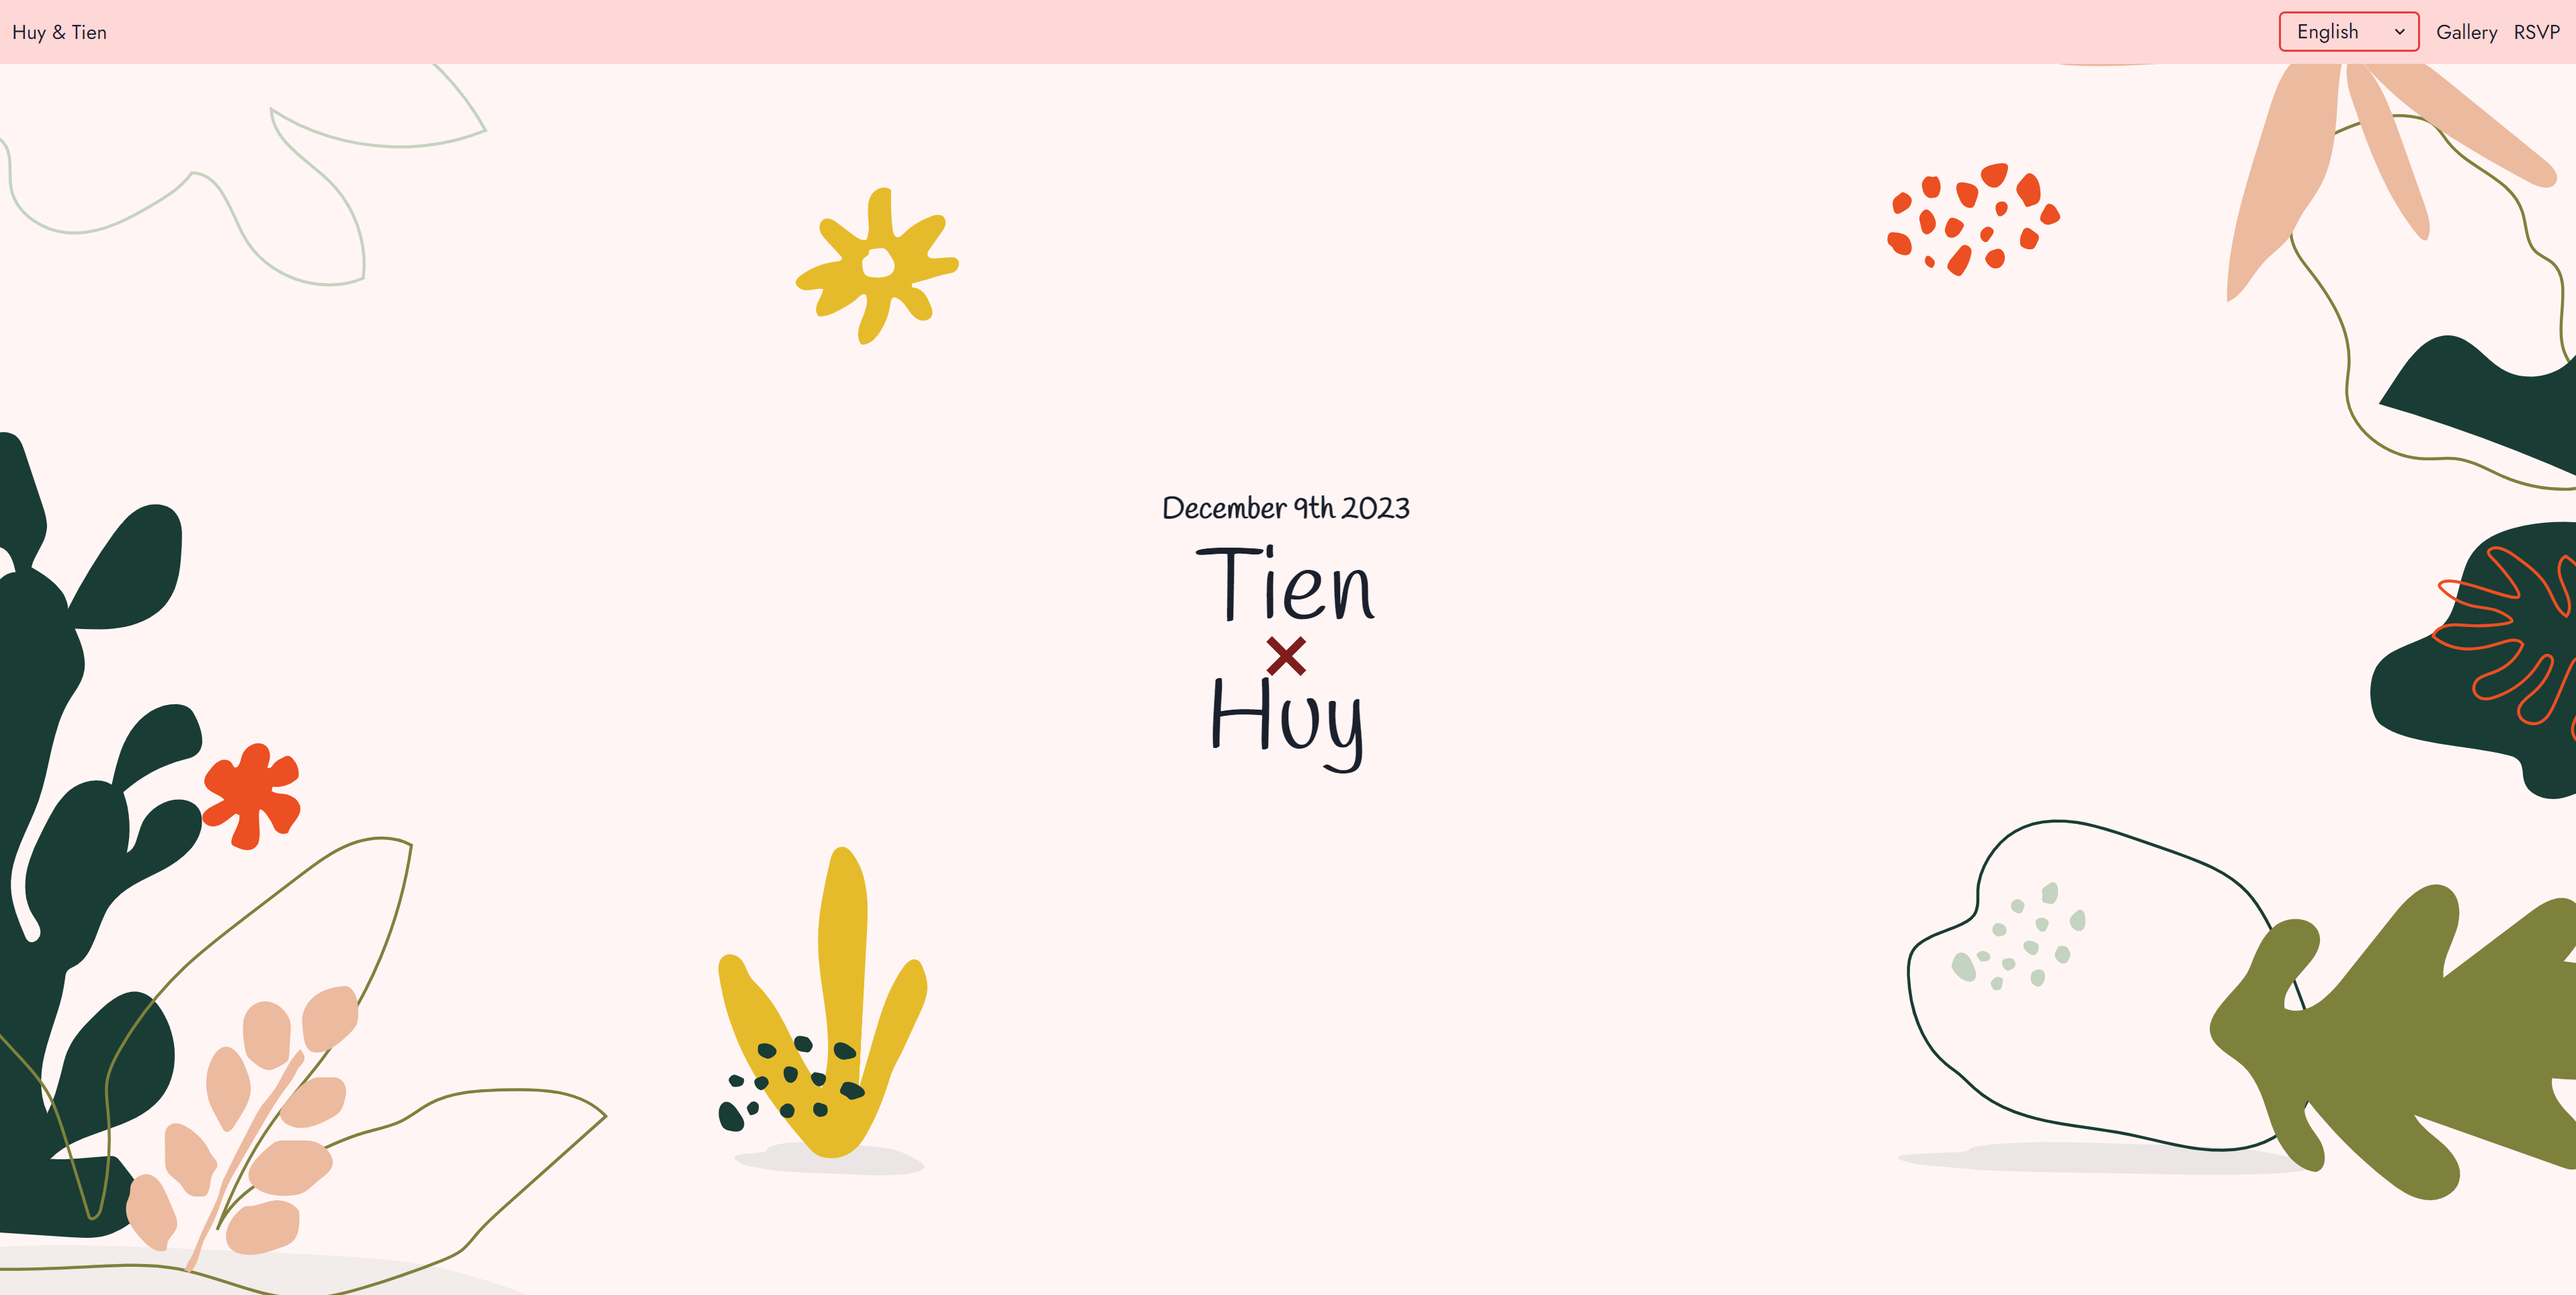 Huy & Tien
English
Gallery
RSVP
December 9th 2023
Tien
×
Huy